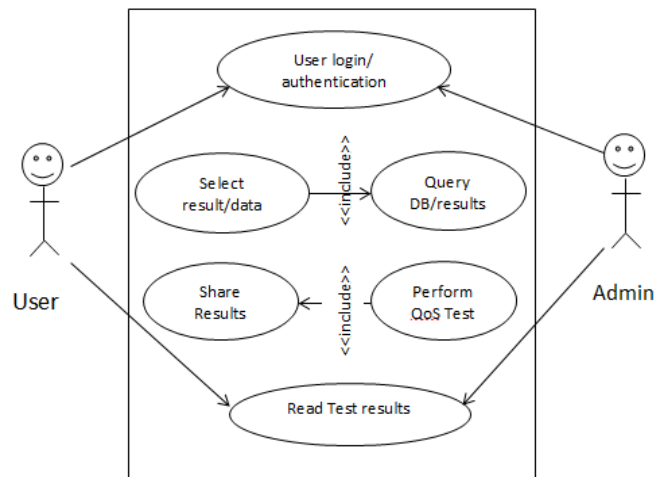 User login/
authentication
<<include>>
Select
result/data
Query
DB/results
User
Admin
<<include>>
Share
Results
Perform
QoS Test
Read Test results